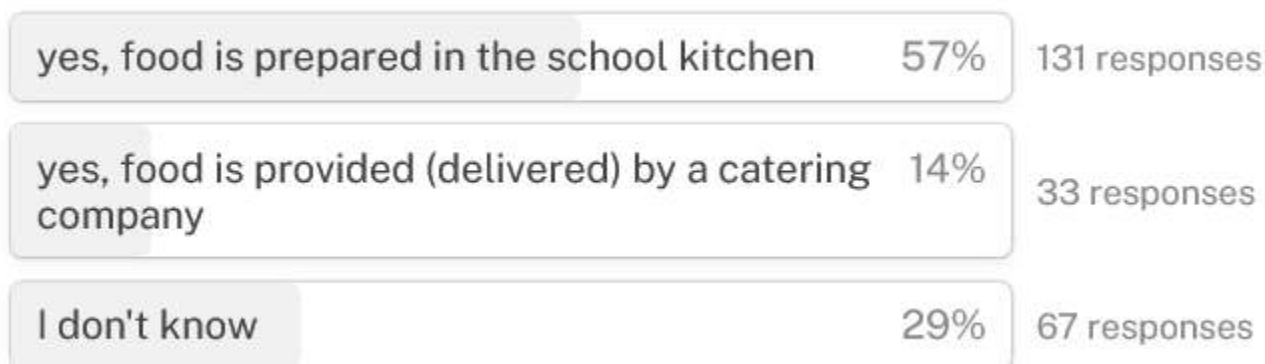 yes, food is prepared in the school kitchen 57% 131 responses
yes, food is provided (delivered) by a catering 14%
company
33 responses
I don't know 29% 67 responses